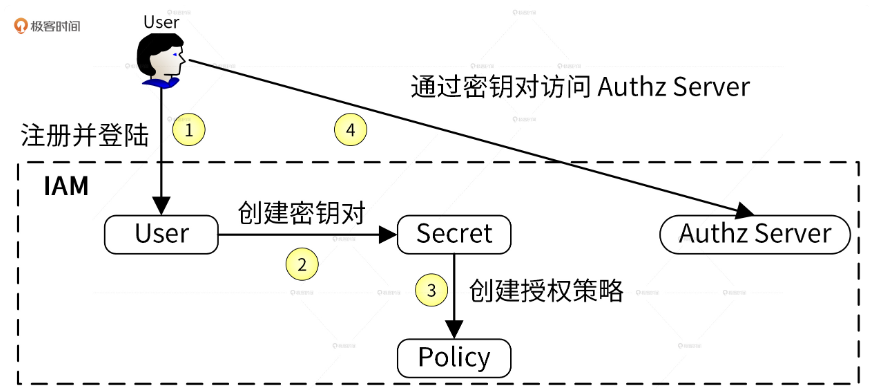 极客时间
User
通过密钥对访问 Authz Server
注册并登陆
1
4
IAM
User
创建密钥对
2
Secret
Authz Server
3
创建授权策略
Policy